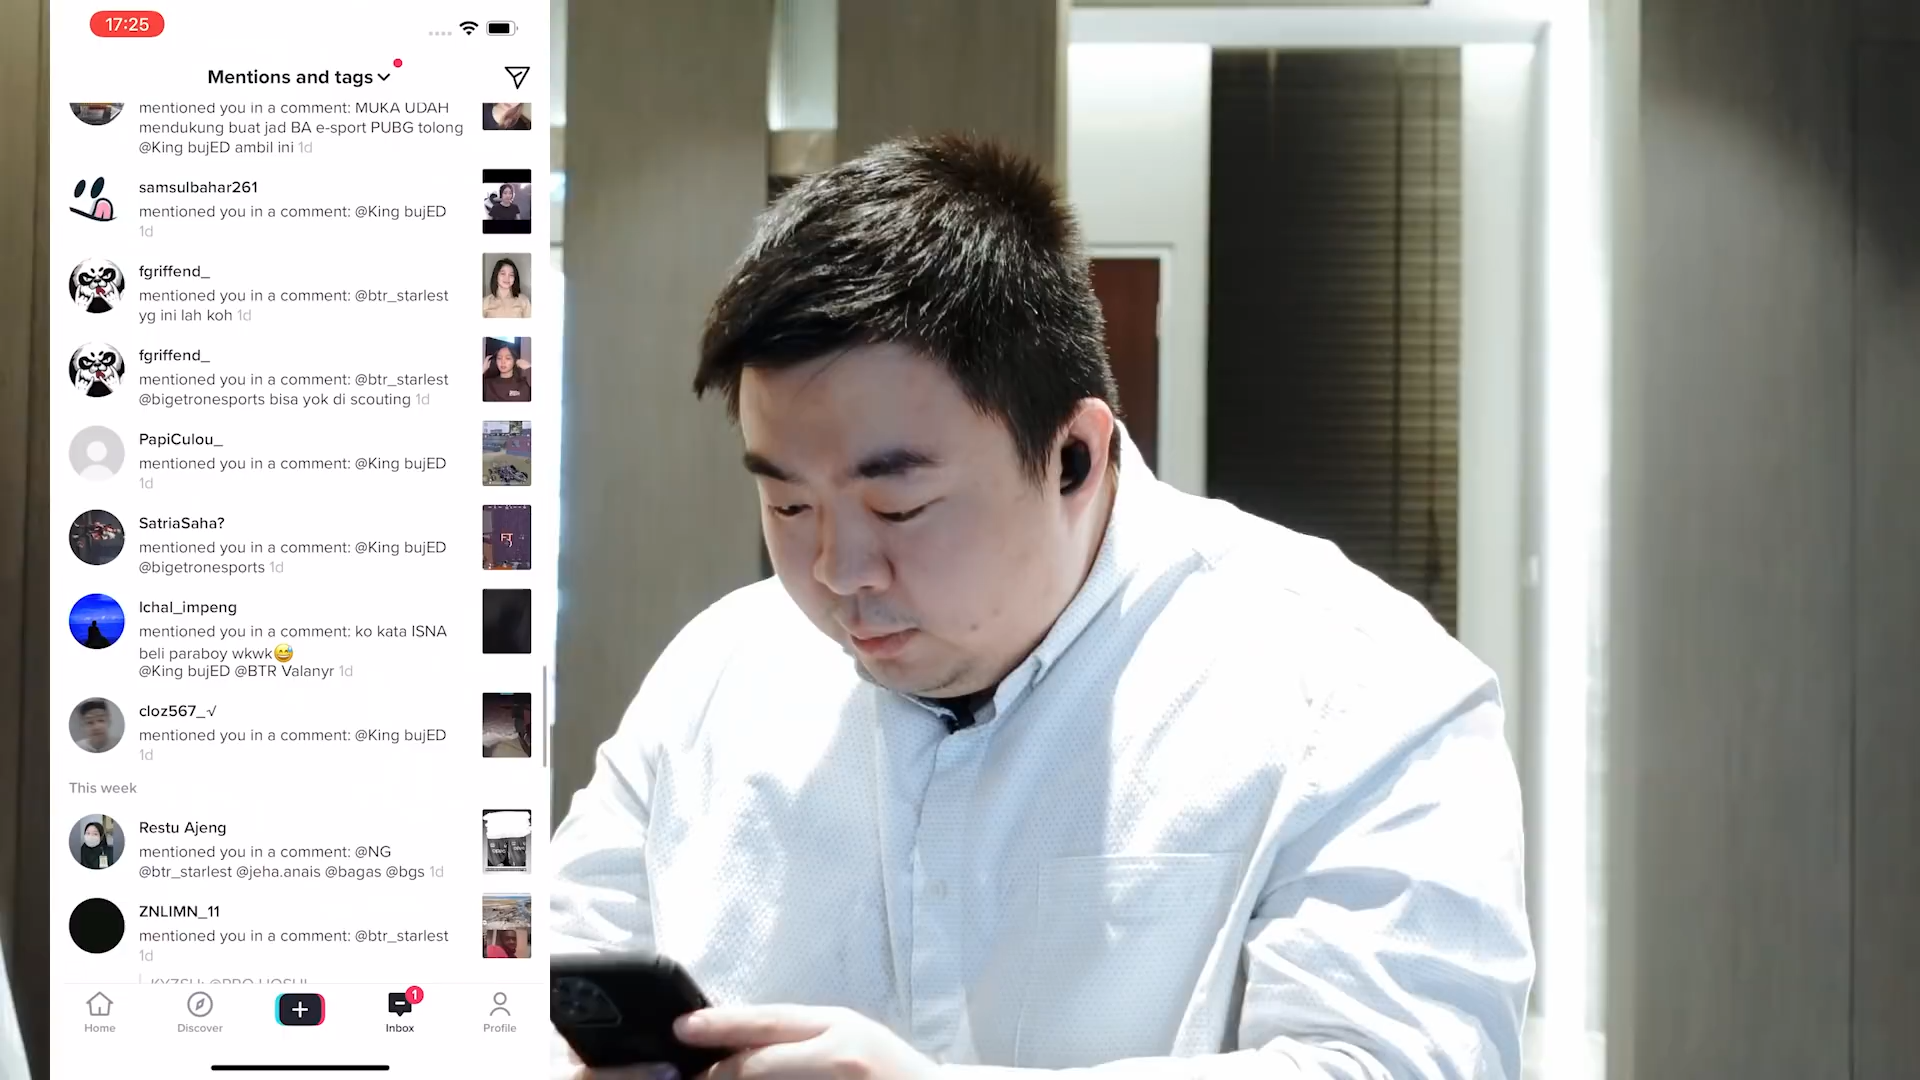 17:25
Mentions and tags
mentioned you in a comment: MUKA UDAH
mendukung buat jad BA e-sport PUBG tolong
@King bujED ambil ini 1d
samsulbahar261
mentioned you in a comment: @King bujED
1d
fgriffend_
mentioned you in a comment: @btr_starlest
yg ini lah koh 1d
fgriffend_
mentioned you in a comment: @btr_starlest
@bigetronesports bisa yok di scouting 1d
PapiCulou_
mentioned you in a comment: @King bujED
1d
SatriaSaha?
mentioned you in a comment: @King bujED
@bigetronesports 1d
Ichal_impeng
mentioned you in a comment: ko kata ISNA
beli paraboy wkwk😅
@King bujED @BTR Valanyr 1d
cloz567_√
mentioned you in a comment: @King bujED
1d
This week
Restu Ajeng
mentioned you in a comment: @NG
@btr_starlest @jeha.anais @bagas @bgs 1d
ZNLIMN_11
mentioned you in a comment: @btr_starlest
1d
1
Home
Discover
Inbox
Profile